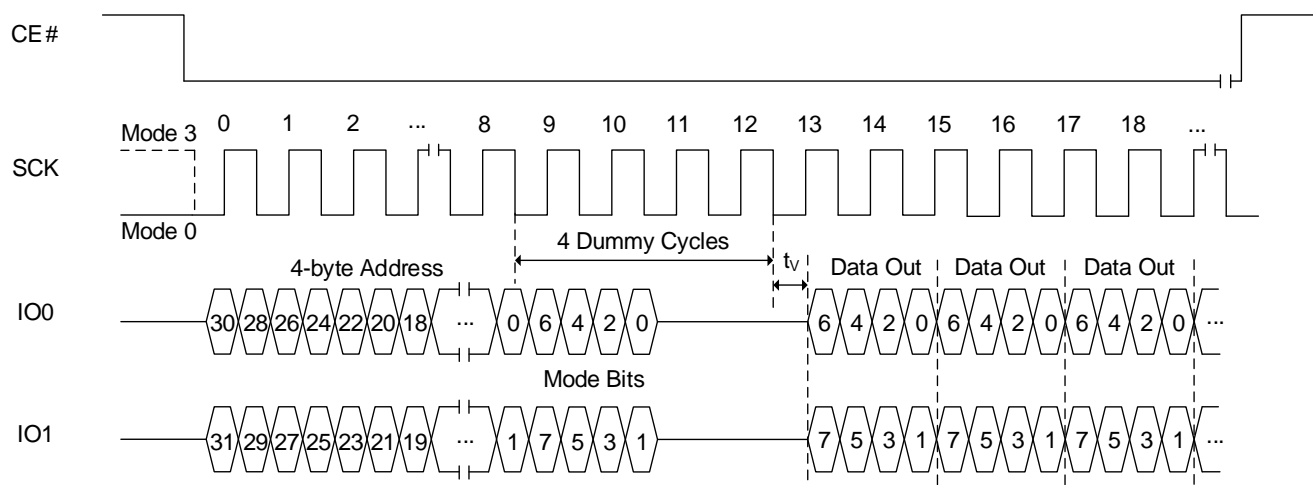 CE#
0 1 2 ... 8 9 10 11 12 13 14 15 16 17 18 ...
Mode 3
SCK
Mode 0
4 Dummy Cycles
4-byte Address
tV
Data Out Data Out Data Out
IO0
30 28 26 24 22 20 18 ... 0 6 4 2 0 6 4 2 0 6 4 2 0 6 4 2 0 ...
Mode Bits
IO1
31 29 27 25 23 21 19 ... 1 7 5 3 1 7 5 3 1 7 5 3 1 7 5 3 1 ...